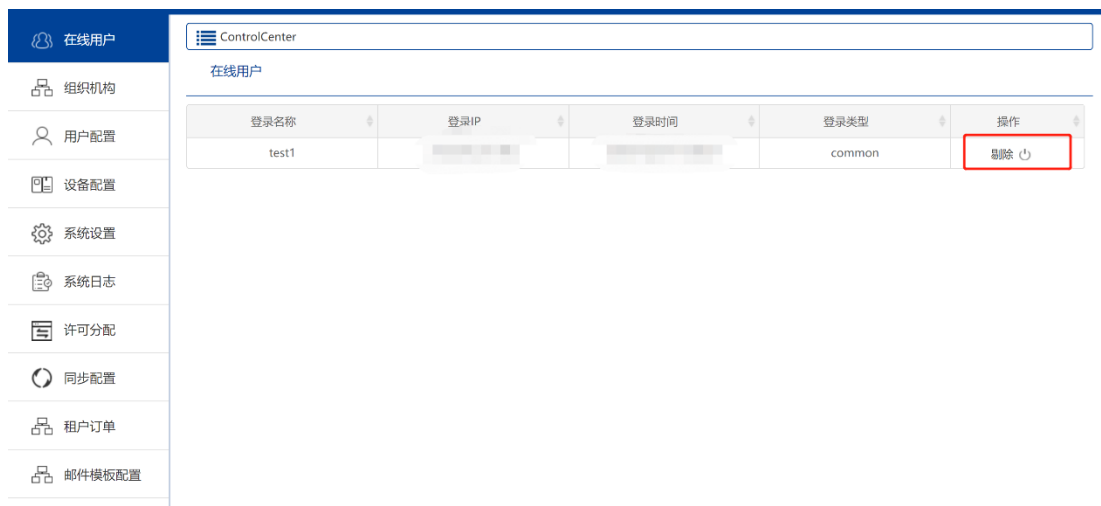 在线用户
组织机构
用户配置
设备配置
系统设置
系统日志
许可分配
同步配置
租户订单
邮件模板配置
ControlCenter
在线用户
登录名称 登录IP 登录时间 登录类型 操作
test1 common 剔除